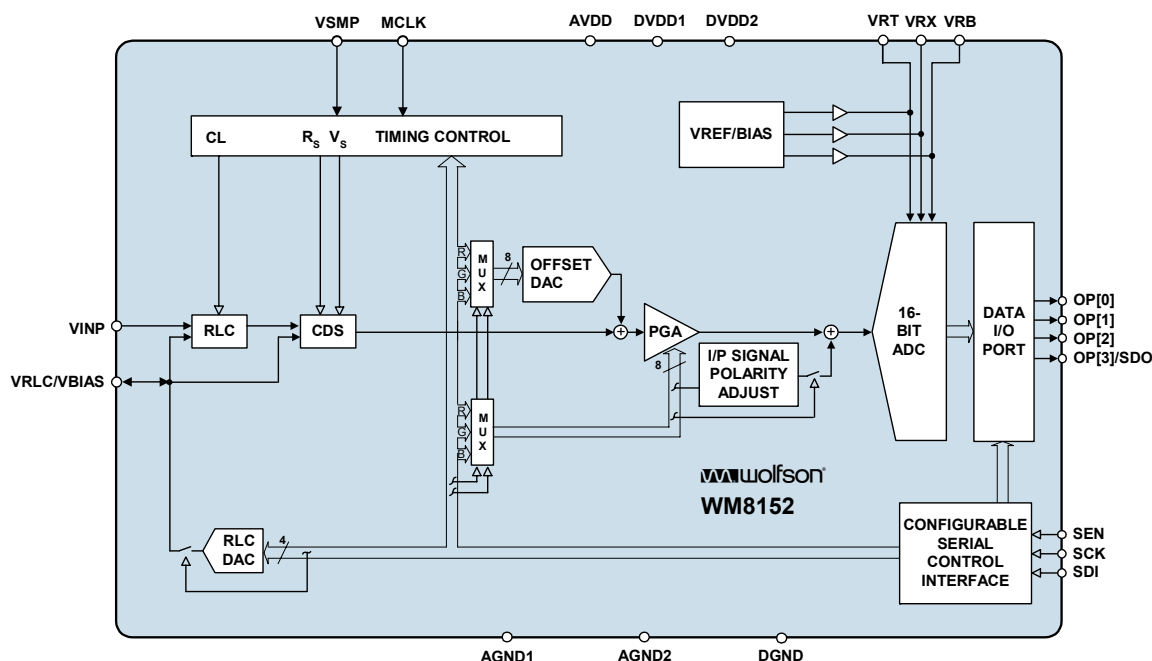 VSMP MCLK AVDD DVDD1 DVDD2 VRT VRX VRB
CL RS VS TIMING CONTROL
VREF/BIAS
R
G
B
MUX
8
OFFSET
DAC
VINP
RLC
CDS
PGA
8
I/P SIGNAL
POLARITY
ADJUST
16-
BIT
ADC
DATA
I/O
PORT
OP[0]
OP[1]
OP[2]
OP[3]/SDO
VRLC/VBIAS
R
G
B
MUX
wolfson®
WM8152
RLC
DAC
4
CONFIGURABLE
SERIAL
CONTROL
INTERFACE
SEN
SCK
SDI
AGND1 AGND2 DGND